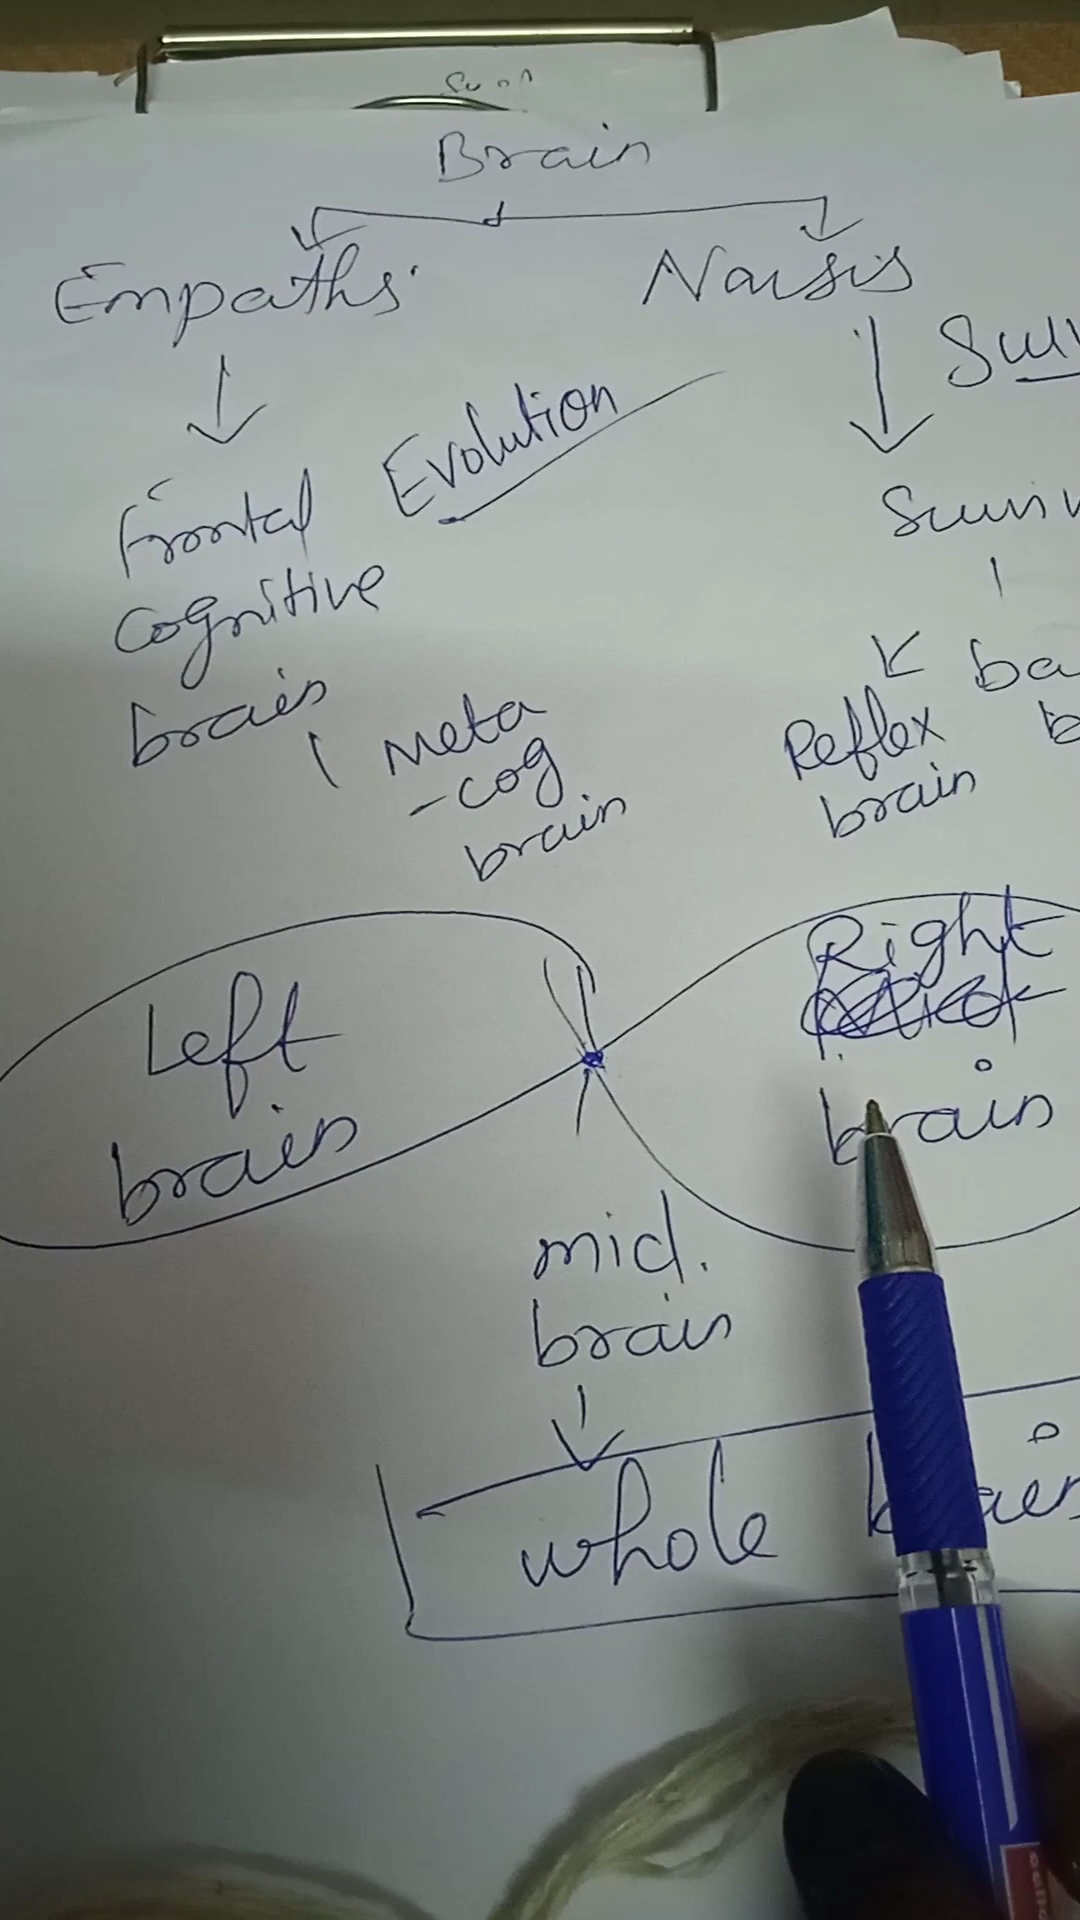 Brain
Empaths
Narsis
Evolution
Frontal
cognitive
brain
Meta
-cog
brain
Reflex
brain
Left
brain
Right
brain
mid.
brain
whole brain